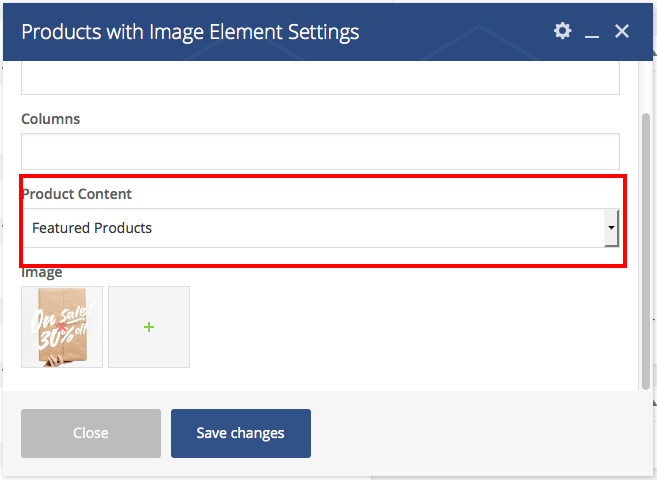 Products with Image Element Settings
Columns
Product Content
Featured Products
Image
On Sale!
-30% off
Close
Save changes